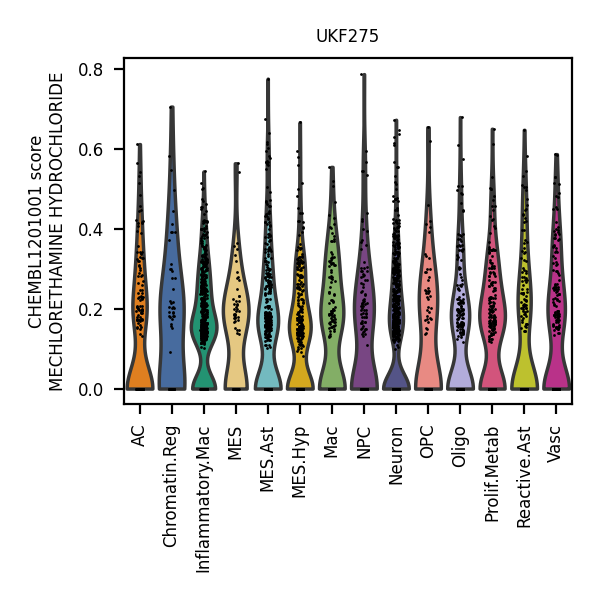 UKF275
CHEMBL1201001 score
MECHLORETHAMINE HYDROCHLORIDE
0.8
0.6
0.4
0.2
0.0
AC
Chromatin.Reg
Inflammatory.Mac
MES
MES.Ast
MES.Hyp
Mac
NPC
Neuron
OPC
Oligo
Prolif.Metab
Reactive.Ast
Vasc